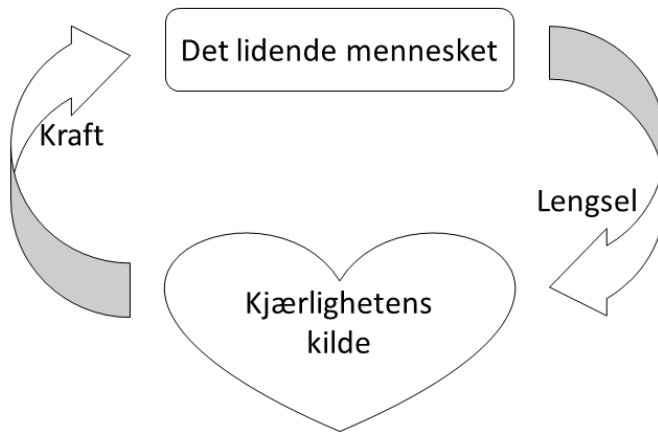 Det lidende mennesket
Kraft
Lengsel
Kjærlighetens
kilde